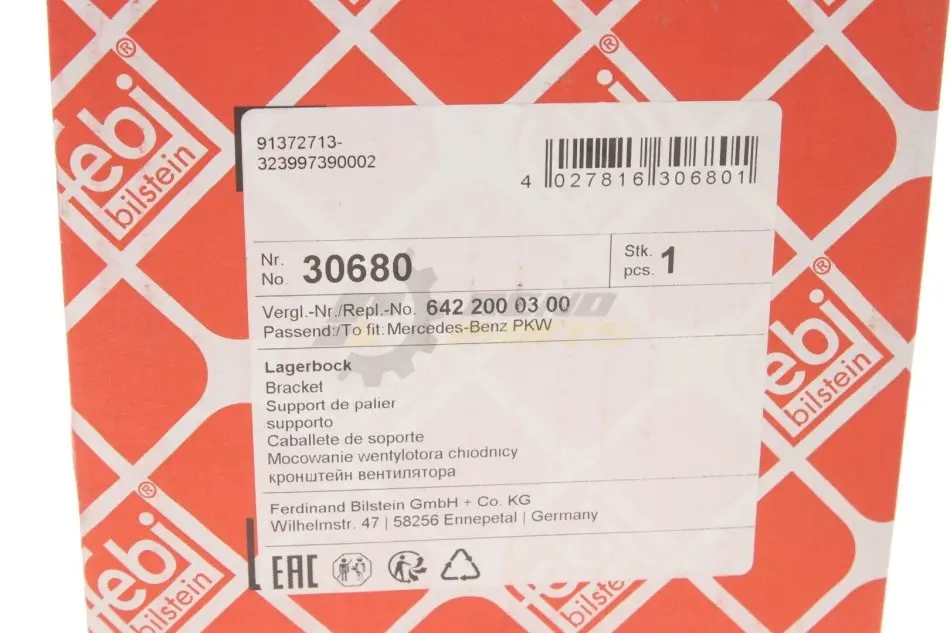 febi
bilstein
®
®
91372713-
323997390002
4 027816 306801
Nr.
No. 30680
Stk.
pcs. 1
Vergl.-Nr./Repl.-No. 642 200 03 00
Passend:/To fit: Mercedes-Benz PKW
Lagerbock
Bracket
Support de palier
supporto
Caballete de soporte
Mocowanie wentylotora chłodnicy
кронштейн вентилятора
Ferdinand Bilstein GmbH + Co. KG
Wilhelmstr. 47 | 58256 Ennepetal | Germany
EAC
febi
bilstein
®
febi
bilstein
®
bilstein